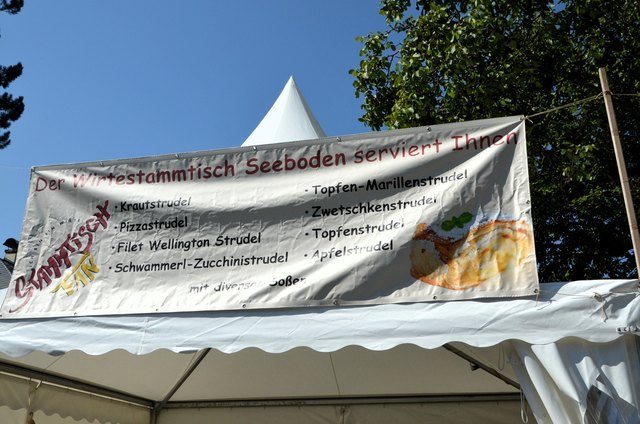 Der Wirtestammtisch Seeboden serviert Ihnen
• Krautstrudel
• Pizzastrudel
• Filet Wellington Strudel
• Schwammerl-Zucchinistrudel
• Topfen-Marillenstrudel
• Zwetschkenstrudel
• Topfenstrudel
• Apfelstrudel
mit diverse Soßen
STAMMTISCH